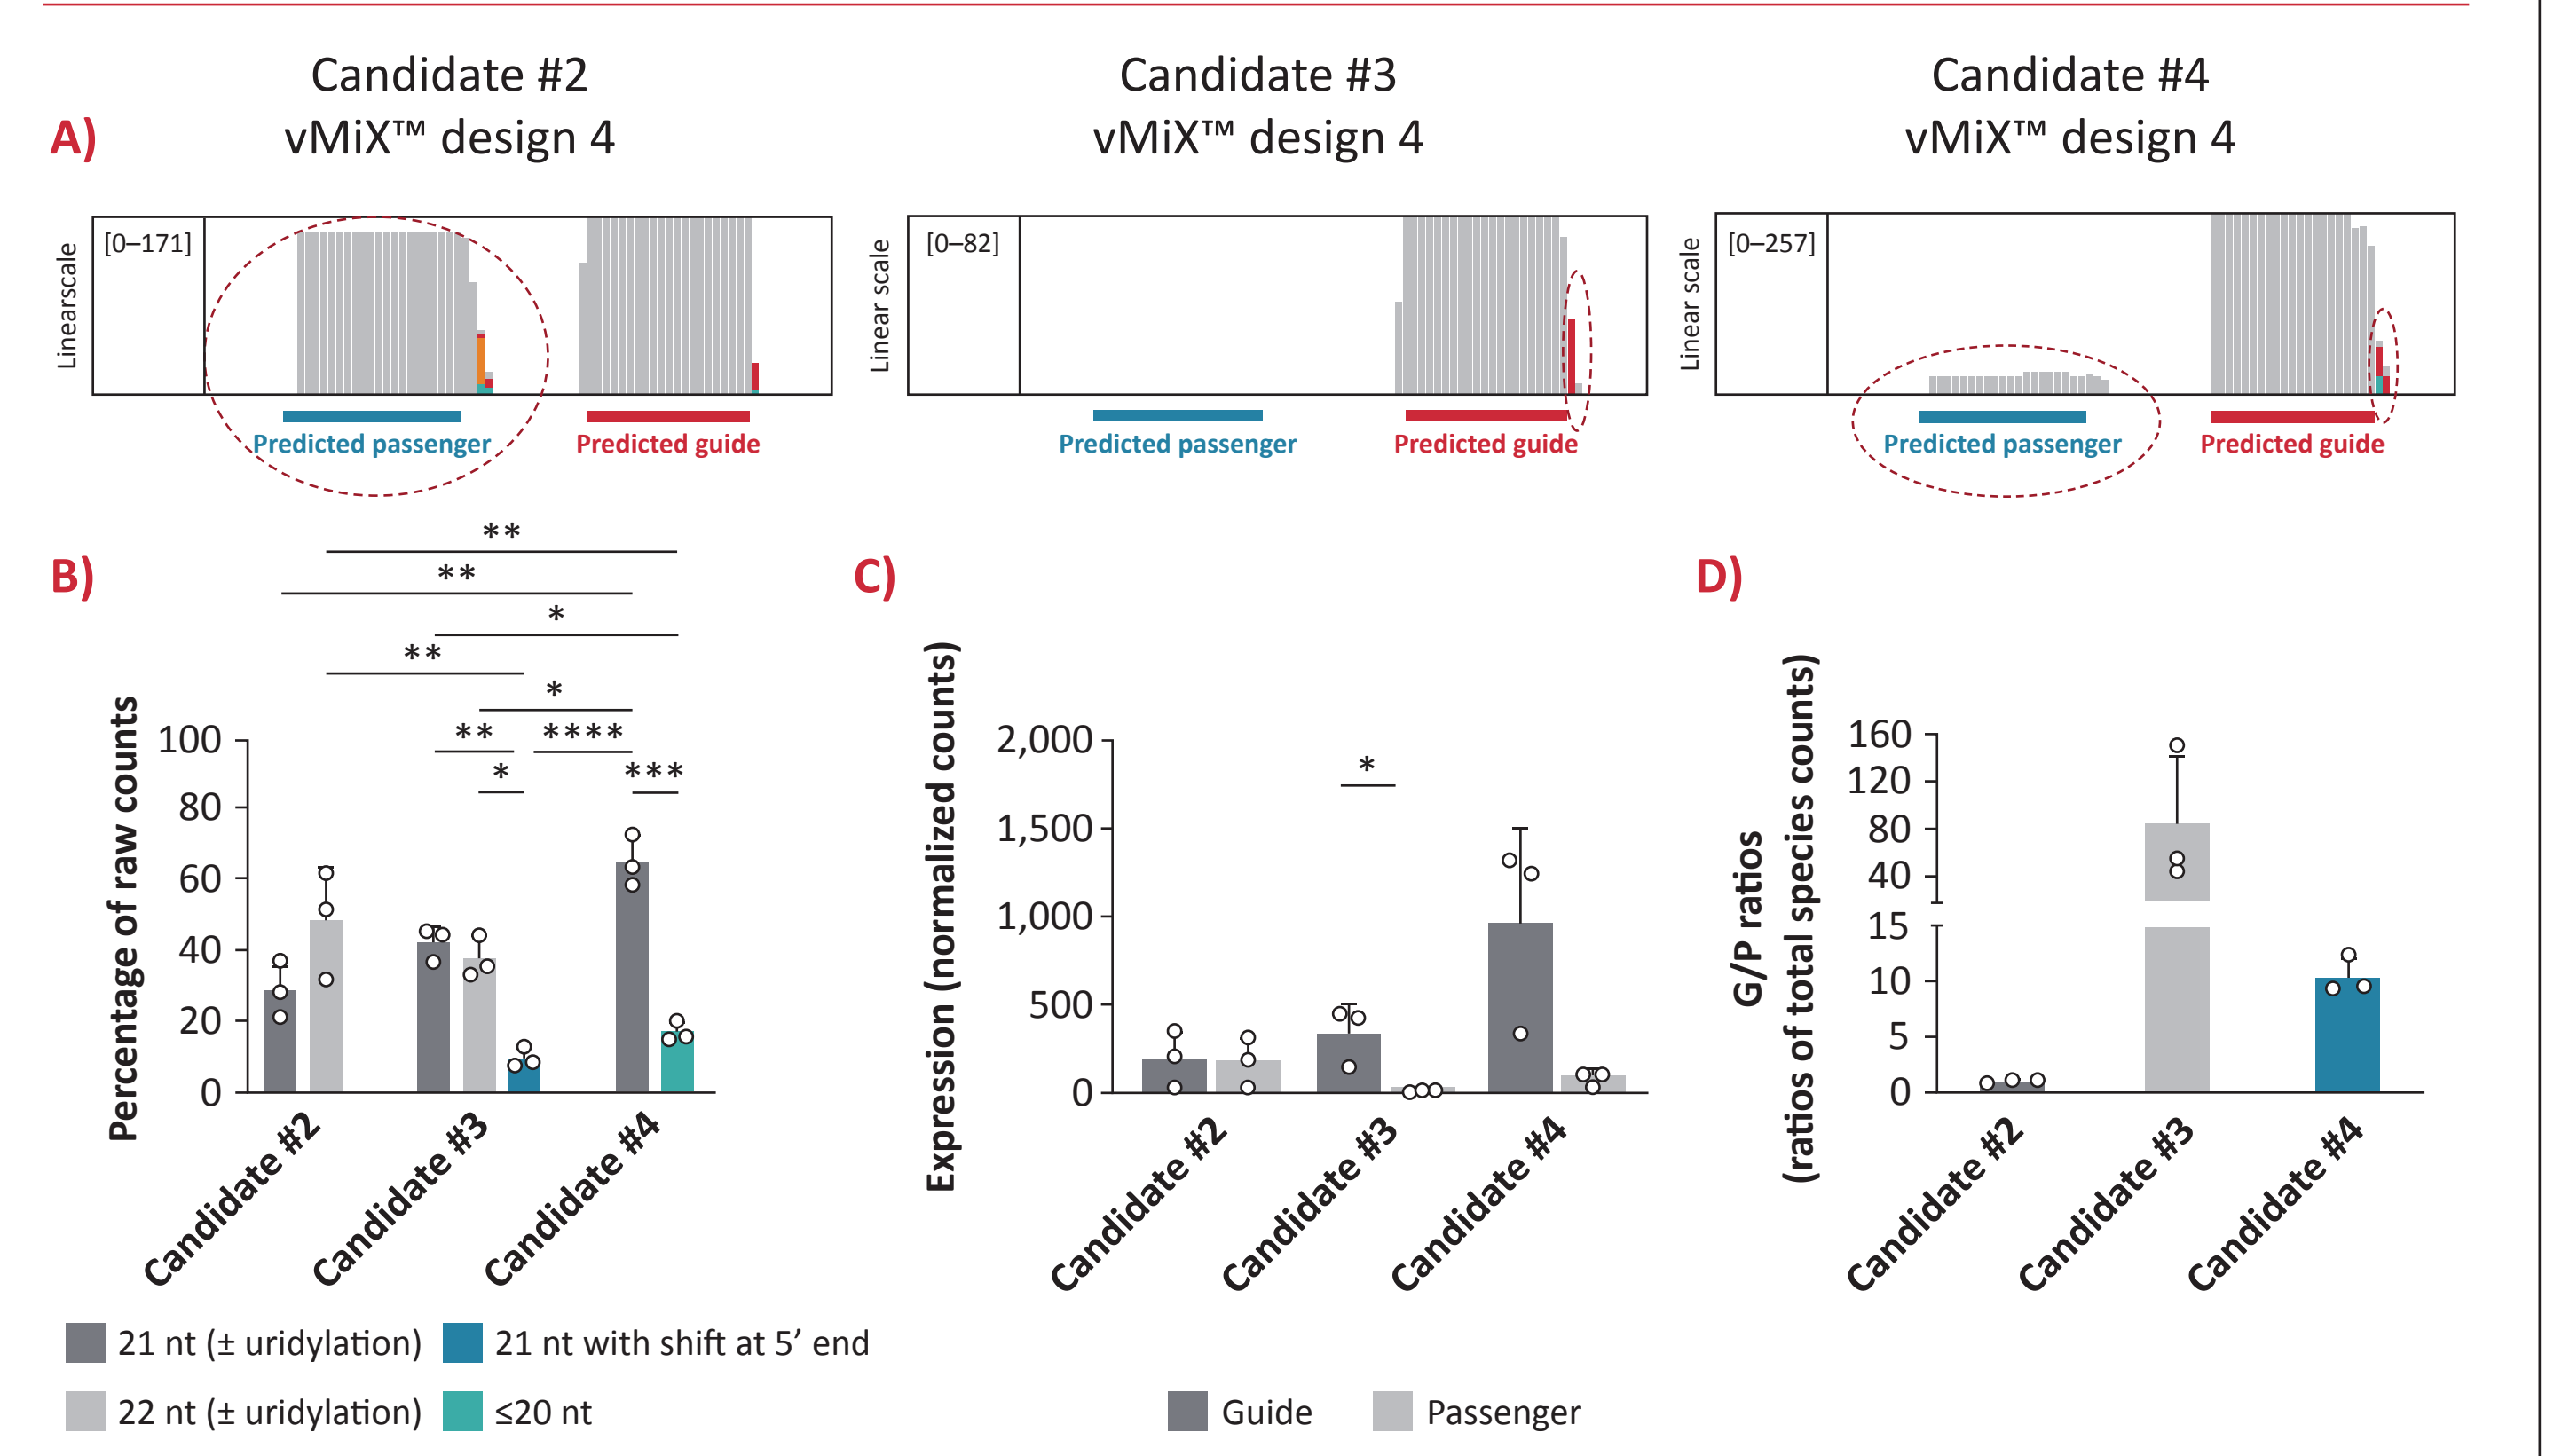 Candidate #2
vMiX™ design 4
Candidate #3
vMiX™ design 4
Candidate #4
vMiX™ design 4
A)
Linearscale
[0–171]
Predicted passenger
Predicted guide
Linear scale
[0–82]
Predicted passenger
Predicted guide
Linear scale
[0–257]
Predicted passenger
Predicted guide
B)
**
**
*
**
*
**
****
*
***
Percentage of raw counts
100
80
60
40
20
0
Candidate #2
Candidate #3
Candidate #4
21 nt (± uridylation)
21 nt with shift at 5’ end
22 nt (± uridylation)
≤20 nt
C)
*
Expression (normalized counts)
2,000
1,500
1,000
500
0
Candidate #2
Candidate #3
Candidate #4
Guide
Passenger
D)
G/P ratios
(ratios of total species counts)
160
120
80
40
15
10
5
0
Candidate #2
Candidate #3
Candidate #4